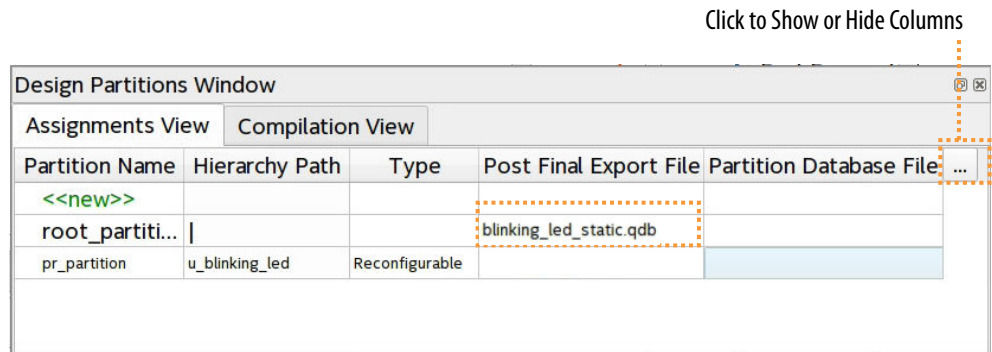 Click to Show or Hide Columns
Design Partitions Window
Assignments View Compilation View
Partition Name Hierarchy Path Type Post Final Export File Partition Database File ...
<<new>>
root_partiti... | blinking_led_static.qdb
pr_partition u_blinking_led Reconfigurable